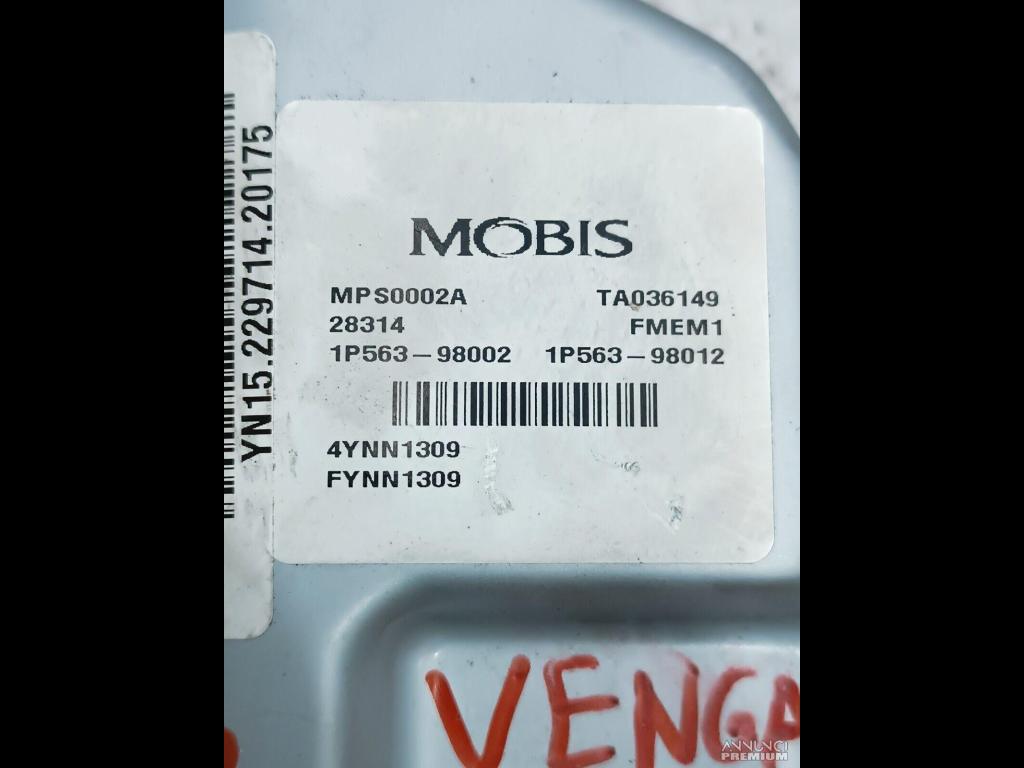 YN15.229714.20175
MOBIS
MPS0002A TA036149
28314 FMEM1
1P563-98002 1P563-98012
4YNN1309
FYNN1309
VENGA
ANNUNCI
PREMIUM